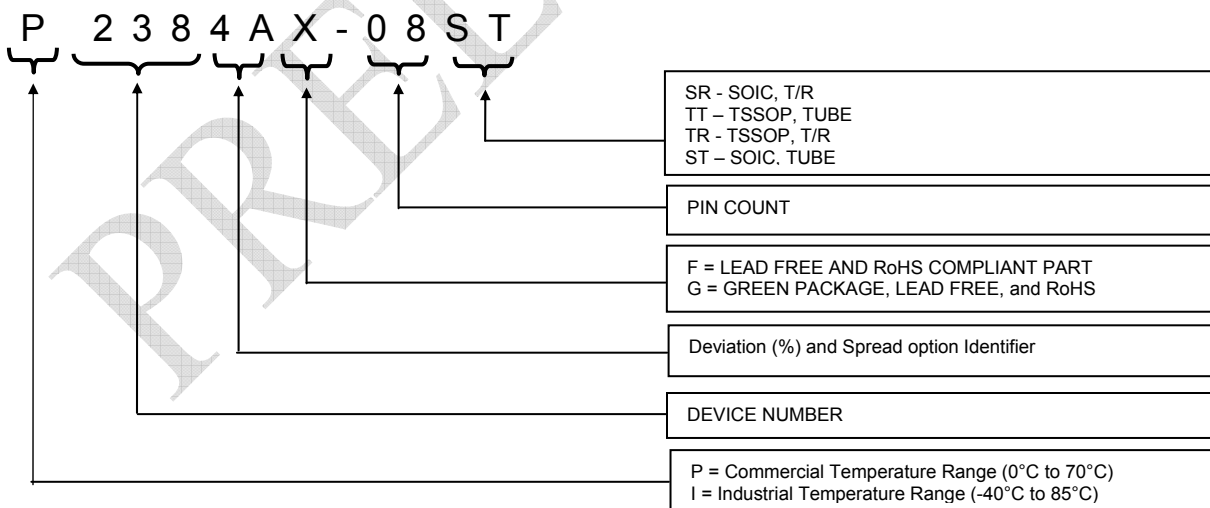 P 2 3 8 4 A X - 0 8 S T
SR - SOIC, T/R
TT – TSSOP, TUBE
TR - TSSOP, T/R
ST – SOIC, TUBE
PIN COUNT
F = LEAD FREE AND RoHS COMPLIANT PART
G = GREEN PACKAGE, LEAD FREE, and RoHS
Deviation (%) and Spread option Identifier
DEVICE NUMBER
P = Commercial Temperature Range (0°C to 70°C)
I = Industrial Temperature Range (-40°C to 85°C)
PREL